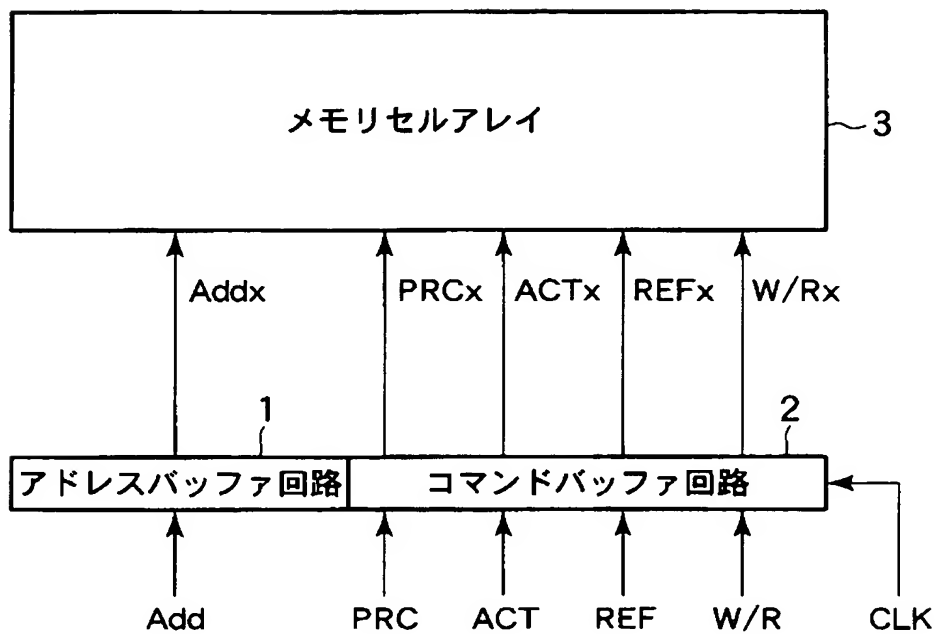 メモリセルアレイ
3
Addx PRCx ACTx REFx W/Rx
1 2
アドレスバッファ回路 コマンドバッファ回路
Add PRC ACT REF W/R CLK